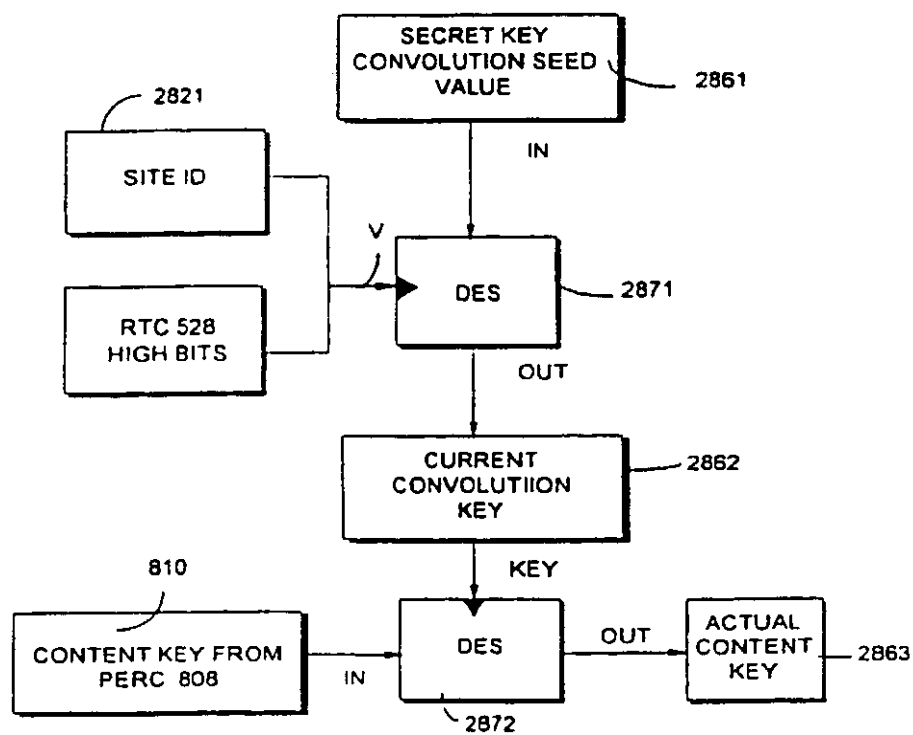 SECRET KEY
CONVOLUTION SEED
VALUE
2861
2821
IN
SITE ID
V
DES
2871
RTC 528
HIGH BITS
OUT
CURRENT
CONVOLUTIION
KEY
2862
KEY
810
CONTENT KEY FROM
PERC 808
IN
DES
2872
OUT
ACTUAL
CONTENT
KEY
2863